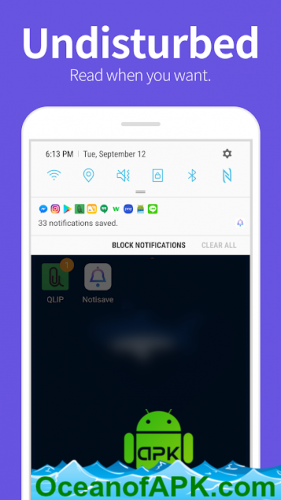 Undisturbed
Read when you want.
6:13 PM | Tue, September 12
33 notifications saved.
BLOCK NOTIFICATIONS CLEAR ALL
QLIP Notisave
APK
OceanofAPK.com